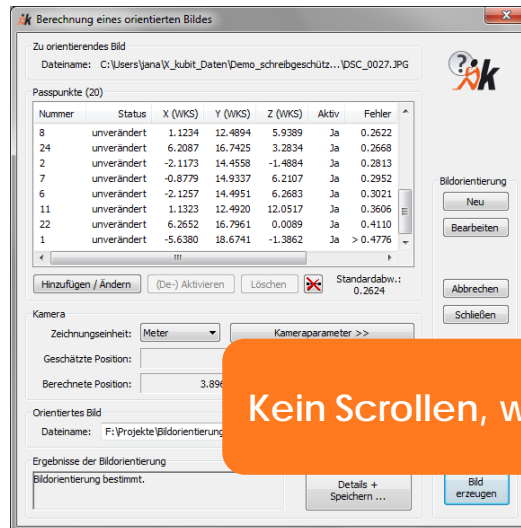 Berechnung eines orientierten Bildes
Zu orientierendes Bild
Dateiname: C:\Users\jana\X_kubit_Daten\Demo_schreibgeschütz...\DSC_0027.JPG
Passpunkte (20)
Nummer Status X (WKS) Y (WKS) Z (WKS) Aktiv Fehler
8 unverändert 1.1234 12.4894 5.9389 Ja 0.2622
24 unverändert 6.2087 16.7425 3.2834 Ja 0.2668
2 unverändert -2.1173 14.4558 -1.4884 Ja 0.2813
7 unverändert -0.8779 14.9337 6.2107 Ja 0.2952
6 unverändert -2.1257 14.4951 6.2683 Ja 0.3021
11 unverändert 1.1323 12.4920 12.0517 Ja 0.3606
22 unverändert 6.2652 16.7961 0.0089 Ja 0.4110
1 unverändert -5.6380 18.6741 -1.3862 Ja > 0.4776
Hinzufügen / Ändern (De-) Aktivieren Löschen Standardabw.:
0.2624
Bildorientierung
Neu
Bearbeiten
Abbrechen
Schließen
Kamera
Zeichnungseinheit: Meter Kameraparameter >>
Geschätzte Position:
Berechnete Position: 3.896
Kein Scrollen, w
Orientiertes Bild
Dateiname: F:\Projekte\Bildorientierung
Ergebnisse der Bildorientierung
Bildorientierung bestimmt.
Details +
Speichern ...
Bild
erzeugen